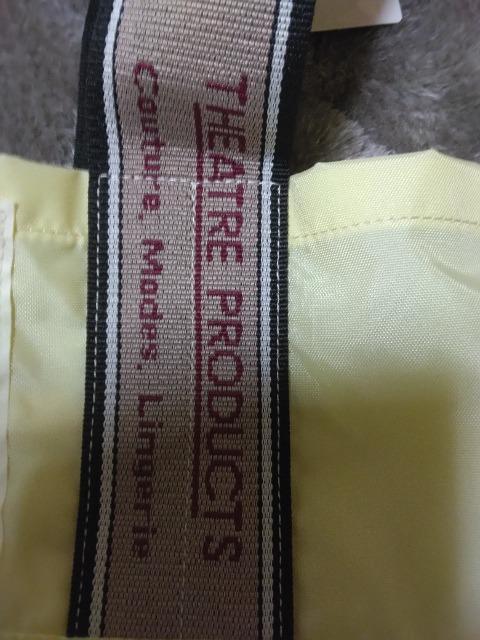 THEATRE PRODUCTS
Couture, Modes, Lingerie